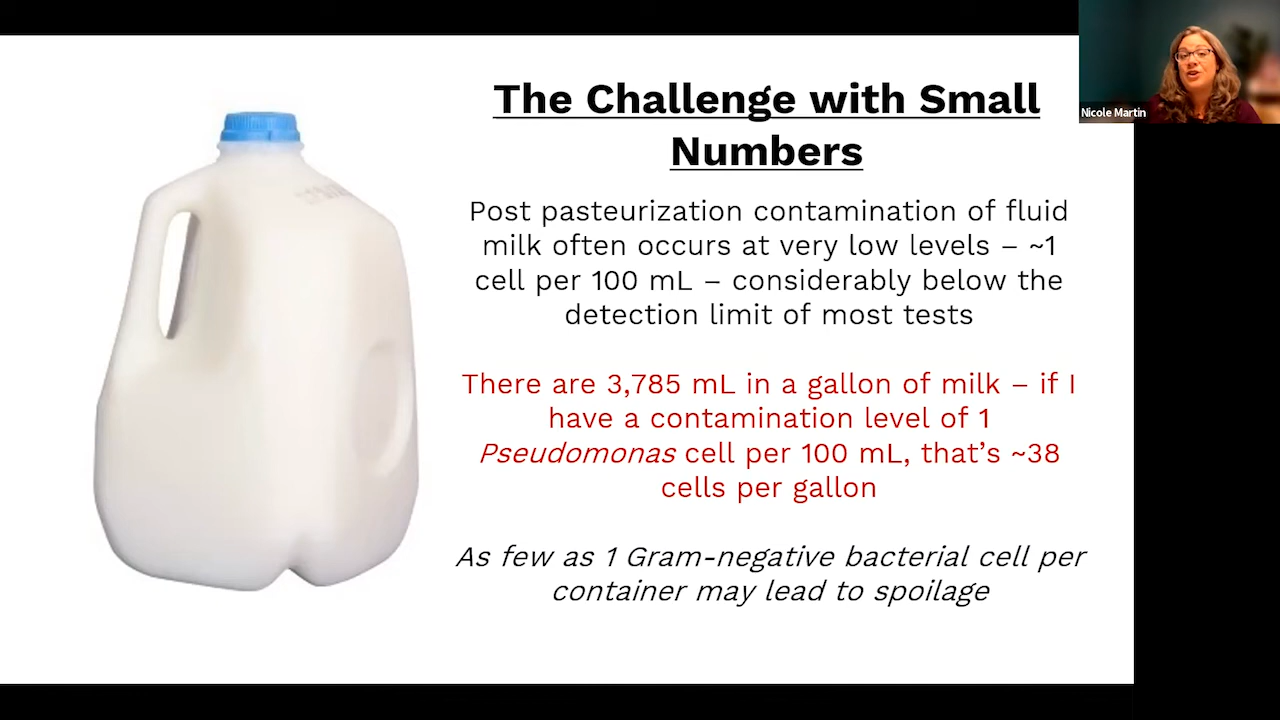 The Challenge with Small
Numbers
Nicole Martin
Post pasteurization contamination of fluid
milk often occurs at very low levels – ~1
cell per 100 mL – considerably below the
detection limit of most tests
There are 3,785 mL in a gallon of milk – if I
have a contamination level of 1
Pseudomonas cell per 100 mL, that’s ~38
cells per gallon
As few as 1 Gram-negative bacterial cell per
container may lead to spoilage